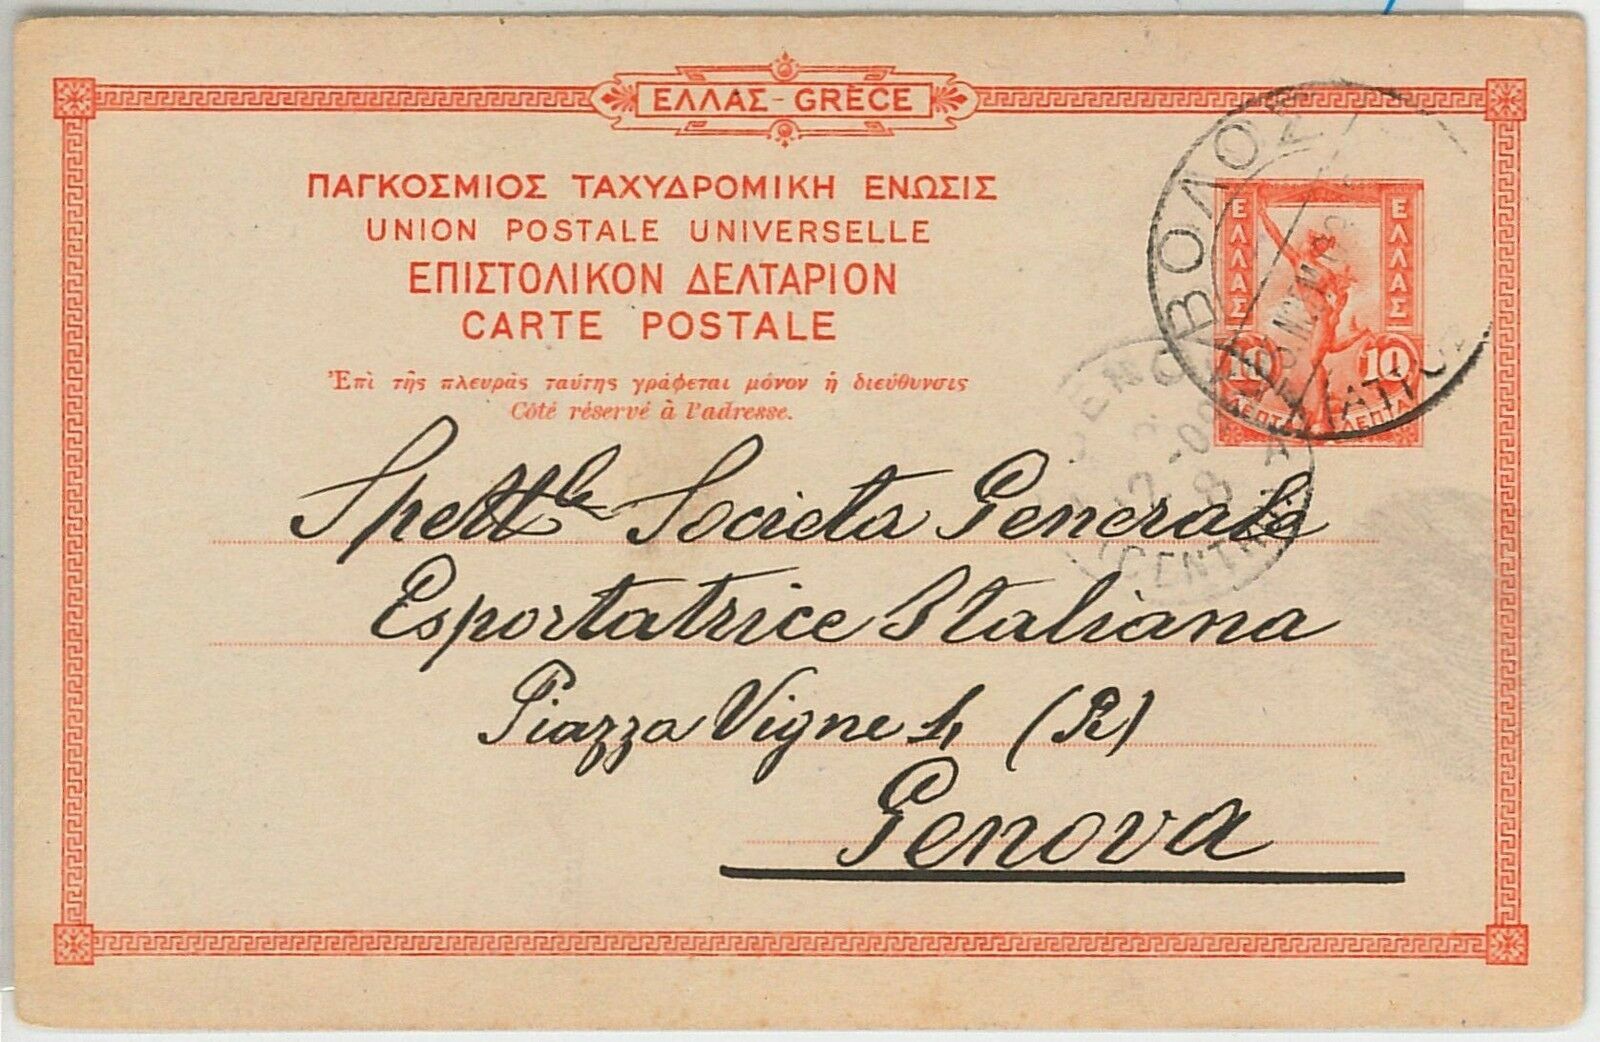 ΕΛΛΑΣ - GRÈCE
ΠΑΓΚΟΣΜΙΟΣ ΤΑΧΥΔΡΟΜΙΚΗ ΕΝΩΣΙΣ
UNION POSTALE UNIVERSELLE
ΕΠΙΣΤΟΛΙΚΟΝ ΔΕΛΤΑΡΙΟΝ
CARTE POSTALE
Ἐπὶ τῆς πλευρᾶς ταύτης γράφεται μόνον ἡ διεύθυνσις
Côté réservé à l'adresse.
ΕΛΛΑΣ ΕΛΛΑΣ
10 10
ΛΕΠΤΑ ΛΕΠΤΑ
ΒΟΛΟΣ
Spettle Societa Generale
Esportatrice Italiana
Piazza Vigne 1, (R)
Genova